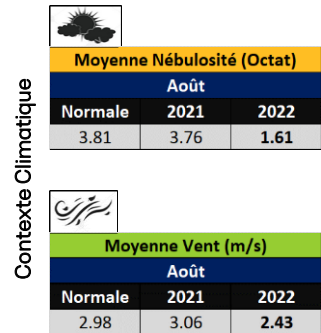 Contexte Climatique
Moyenne Nébulosité (Octat)
Août
Normale 2021 2022
3.81 3.76 1.61
Moyenne Vent (m/s)
Août
Normale 2021 2022
2.98 3.06 2.43